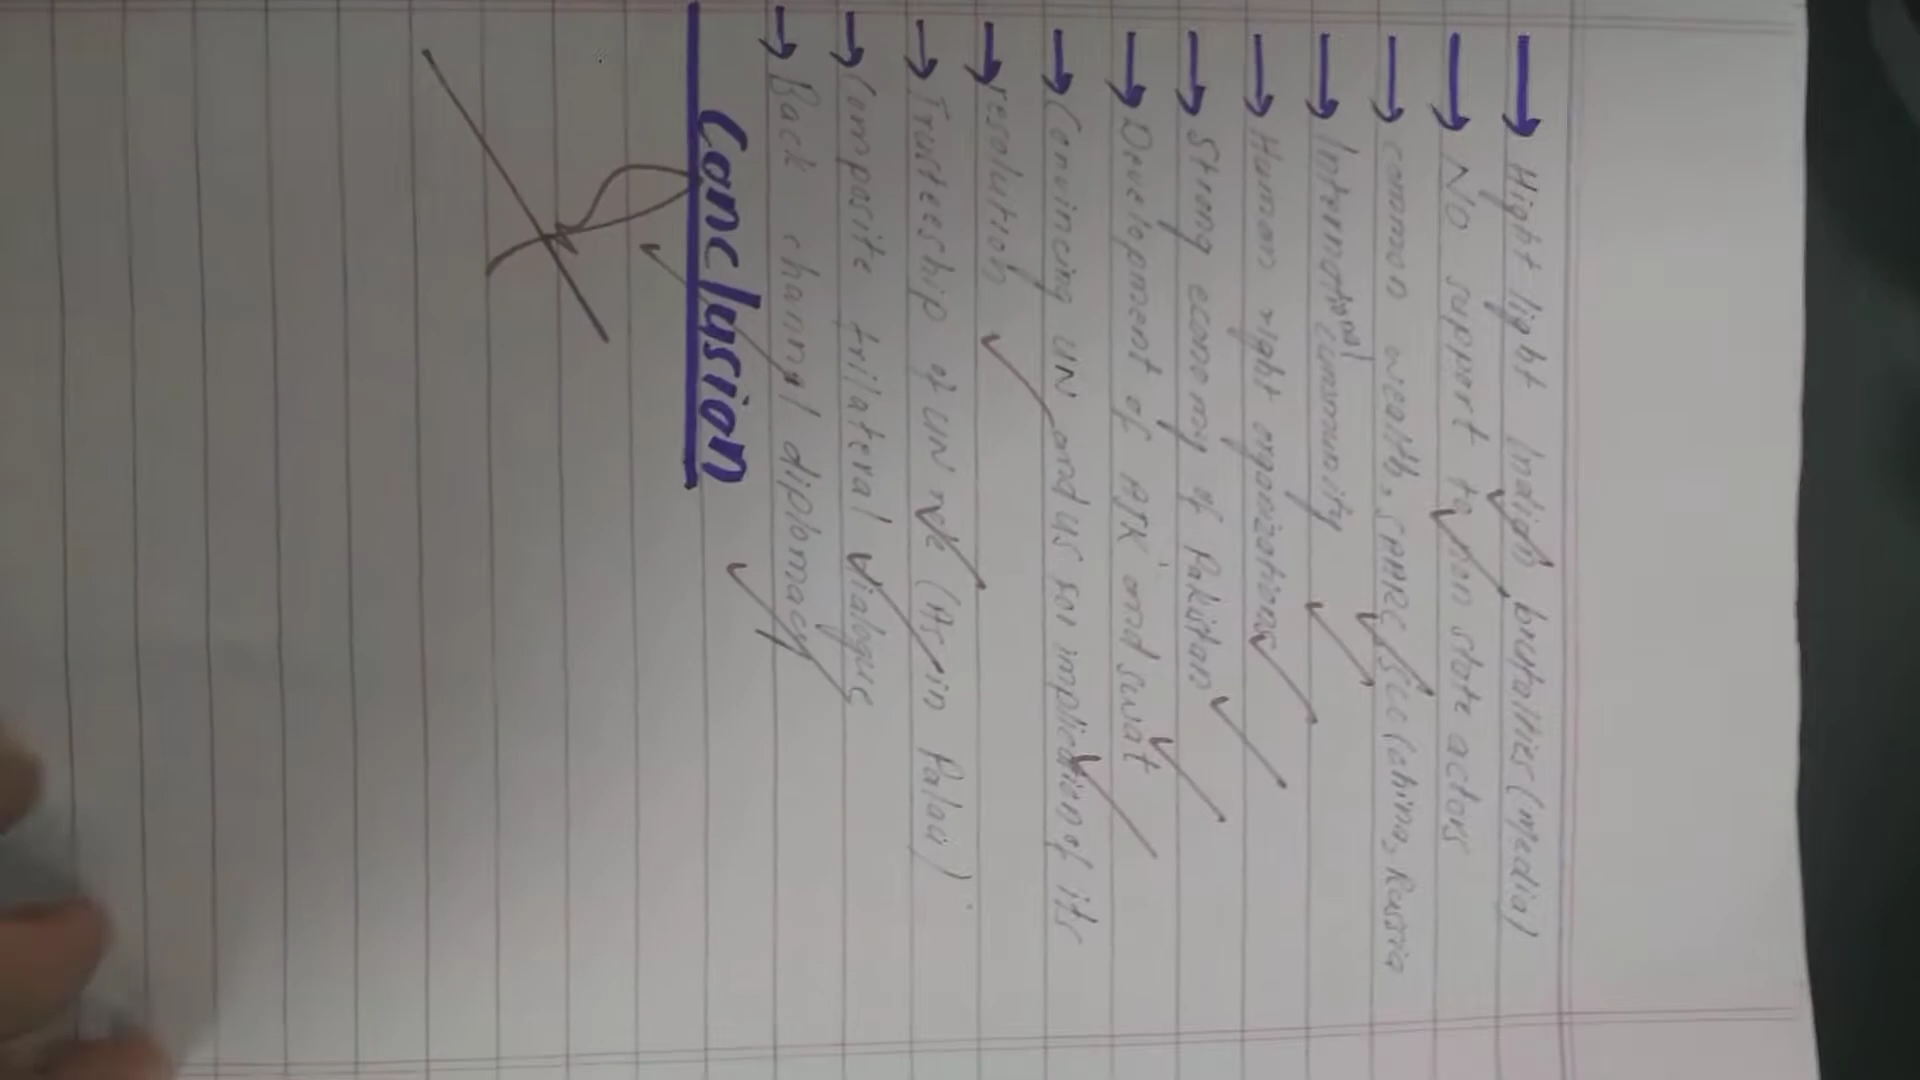 → Hight light Indian brutalties (Media)
→ No support to non state actors
→ common wealth, SAARC, SCO (china, Russia
→ International community
→ Human right organizations
→ Strong economy of Pakistan
→ Development of AJK and swat
→ Convincing UN and US for implication of its
→ resolution
→ Trusteeship of UN role (As in Palau)
→ Composite trilateral dialogue
→ Back channel diplomacy
Conclusion